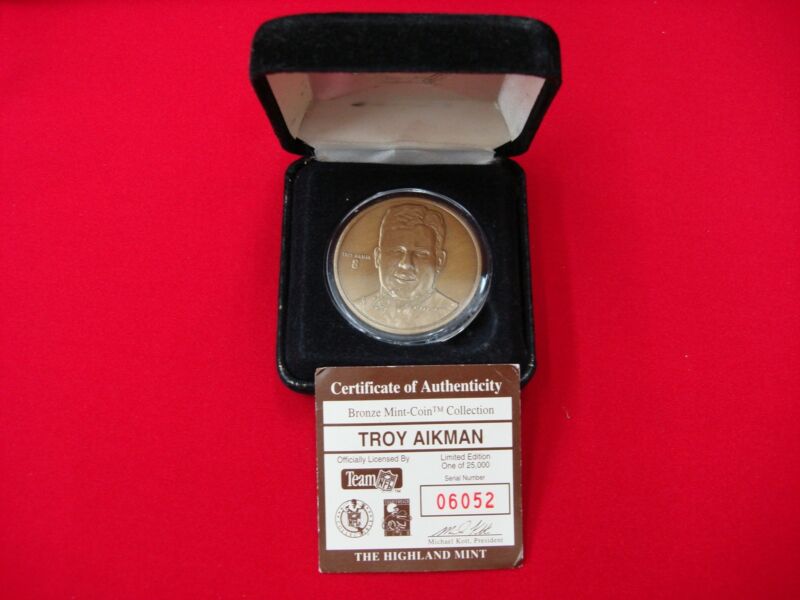 TROY AIKMAN
8
Certificate of Authenticity
Bronze Mint-Coin™ Collection
TROY AIKMAN
Officially Licensed By
Limited Edition
One of 25,000
Team NFL ™
Serial Number
06052
Michael Kott, President
THE HIGHLAND MINT